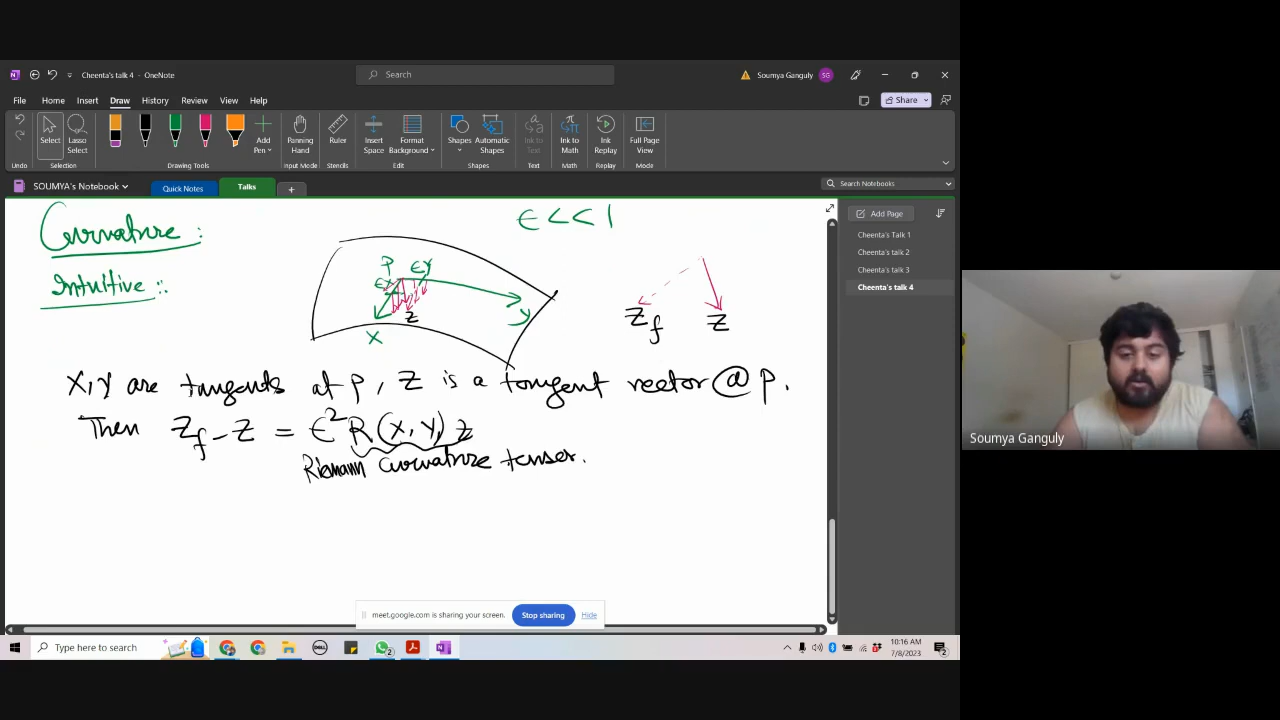 Cheenta's talk 4 - OneNote
Search
Soumya Ganguly
SG
File Home Insert Draw History Review View Help
Share
Undo
Select
Lasso Select
Selection
Drawing Tools
Add Pen
Panning Hand
Input Mode
Ruler
Stencils
Insert Space
Format Background
Edit
Shapes
Automatic Shapes
Shapes
Ink to Text
Text
Ink to Math
Math
Ink Replay
Replay
Full Page View
Mode
SOUMYA's Notebook
Quick Notes
Talks
+
Search Notebooks
Add Page
Cheenta's Talk 1
Cheenta's talk 2
Cheenta's talk 3
Cheenta's talk 4
Curvature :
Intuitive ::
ϵ << 1
P
ϵX
ϵY
Z
X
Y
Z_f
Z
X, Y are tangents at P, Z is a tangent vector @ P.
Then Z_f - Z = ϵ² R(X, Y) Z
Riemann curvature tensor.
meet.google.com is sharing your screen.
Stop sharing
Hide
Type here to search
DELL
2
10:16 AM
7/8/2023
2
Soumya Ganguly